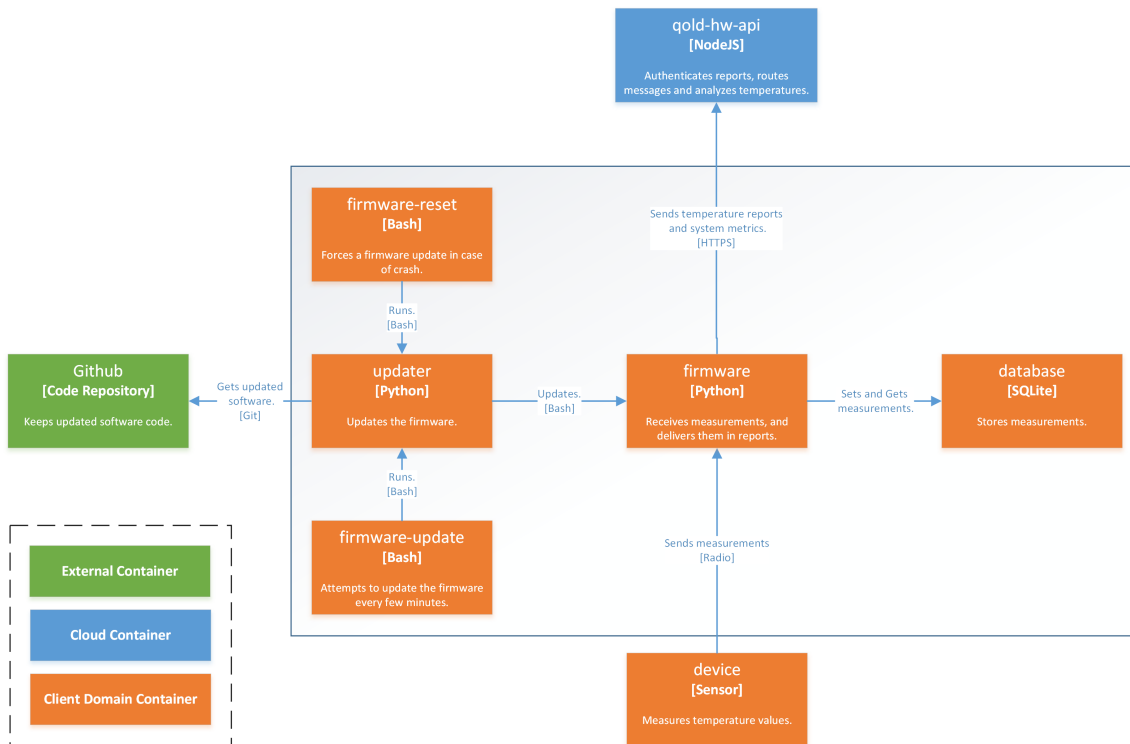 qold-hw-api
[NodeJS]
Authenticates reports, routes
messages and analyzes temperatures.
firmware-reset
[Bash]
Forces a firmware update in case
of crash.
Sends temperature reports
and system metrics.
[HTTPS]
Runs.
[Bash]
Github
[Code Repository]
Keeps updated software code.
Gets updated
software.
[Git]
updater
[Python]
Updates the firmware.
Updates.
[Bash]
firmware
[Python]
Receives measurements, and
delivers them in reports.
Sets and Gets
measurements.
database
[SQLite]
Stores measurements.
Runs.
[Bash]
firmware-update
[Bash]
Attempts to update the firmware
every few minutes.
Sends measurements
[Radio]
device
[Sensor]
Measures temperature values.
External Container
Cloud Container
Client Domain Container